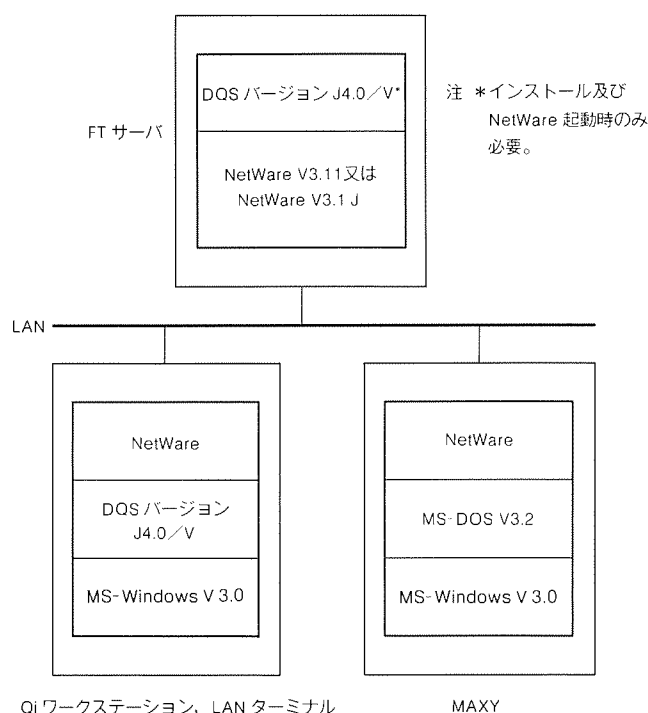 DOS バージョン J4.0／V*
FT サーバ
NetWare V3.11又は
NetWare V3.1 J
注 ＊インストール及び
NetWare 起動時のみ
必要。
LAN
NetWare
DOS バージョン
J4.0／V
MS-Windows V 3.0
Qi ワークステーション，LAN ターミナル
NetWare
MS-DOS V3.2
MS-Windows V 3.0
MAXY